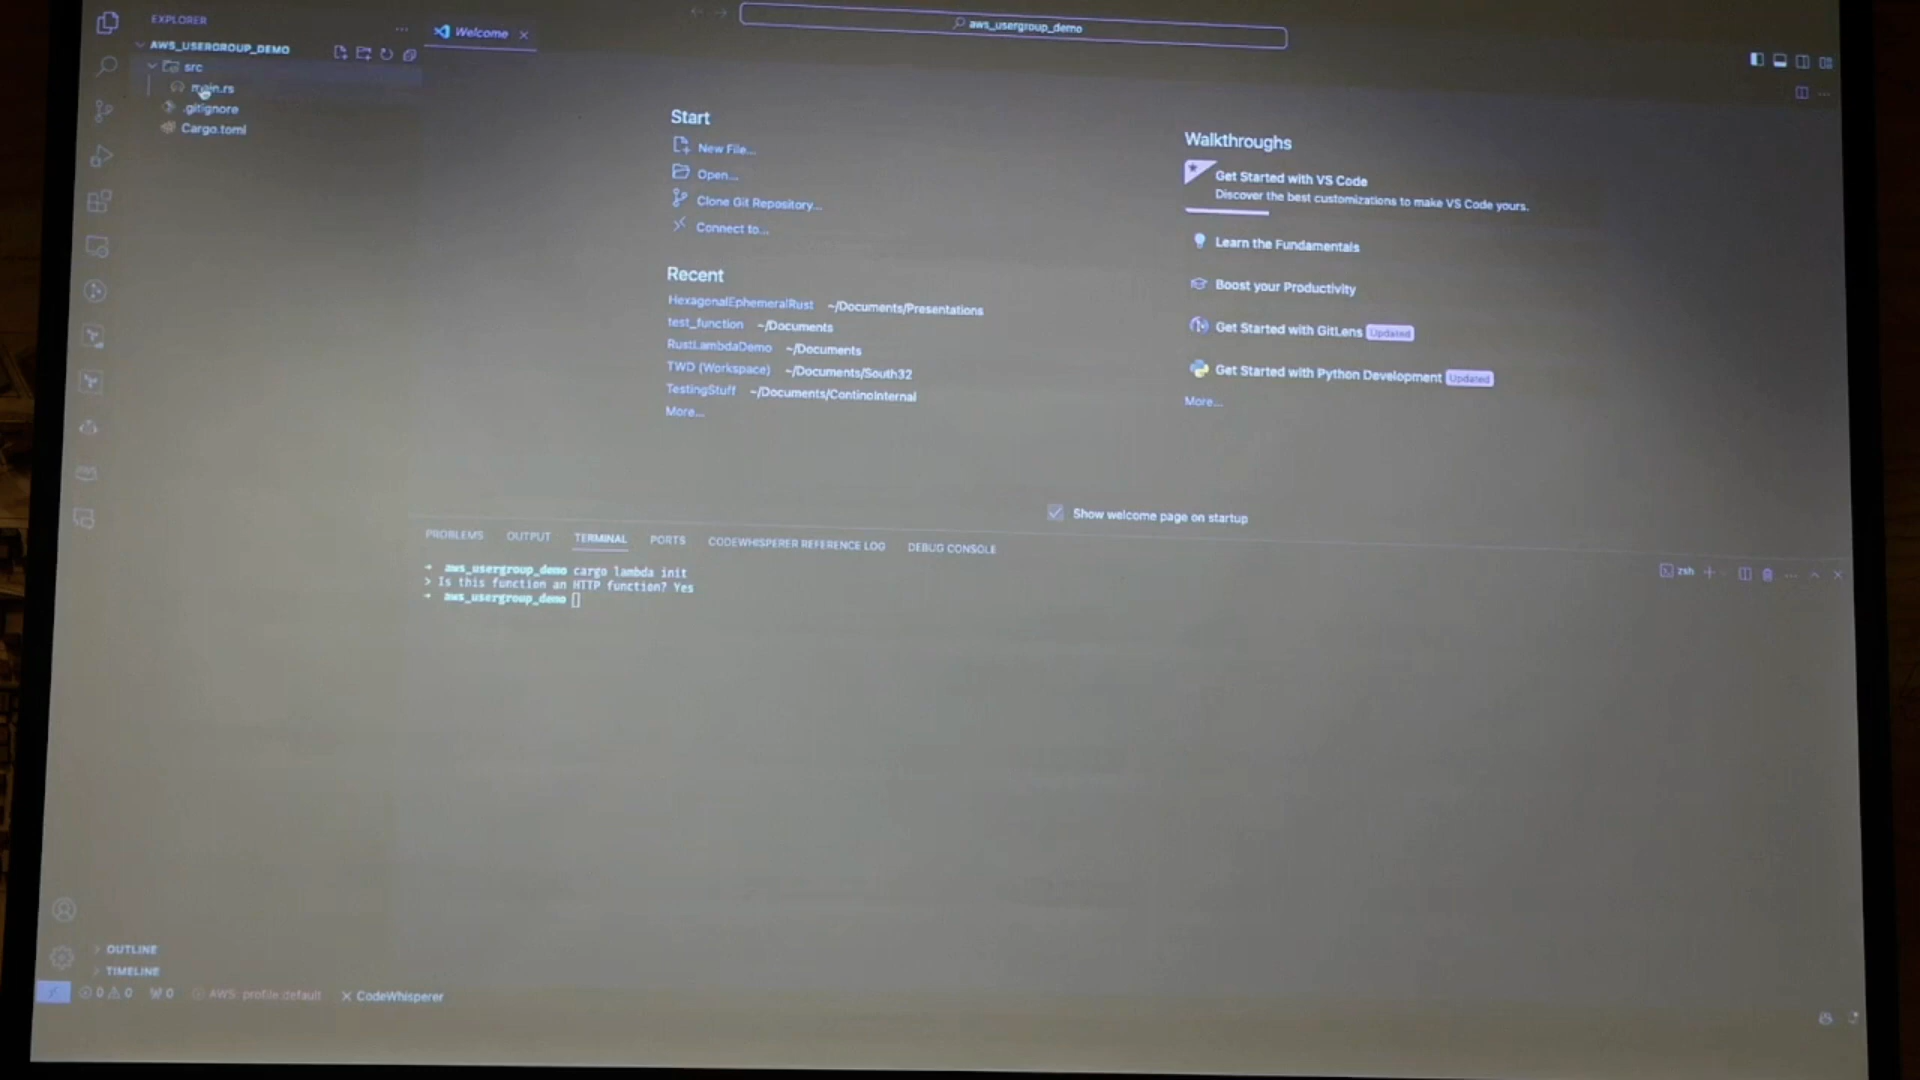 EXPLORER
AWS_USERGROUP_DEMO
src
main.rs
.gitignore
Cargo.toml
Welcome
aws_usergroup_demo
Start
New File...
Open...
Clone Git Repository...
Connect to...
Recent
HexagonalEphemeralRust ~/Documents/Presentations
test_function ~/Documents
RustLambdaDemo ~/Documents
TWD (Workspace) ~/Documents/South32
TestingStuff ~/Documents/ContinoInternal
More...
Walkthroughs
Get Started with VS Code
Discover the best customizations to make VS Code yours.
Learn the Fundamentals
Boost your Productivity
Get Started with GitLens Updated
Get Started with Python Development Updated
More...
Show welcome page on startup
PROBLEMS OUTPUT TERMINAL PORTS CODEWHISPERER REFERENCE LOG DEBUG CONSOLE
zsh
→ aws_usergroup_demo cargo lambda init
> Is this function an HTTP function? Yes
→ aws_usergroup_demo
aws
OUTLINE
TIMELINE
0 0 0 AWS: profile:default CodeWhisperer